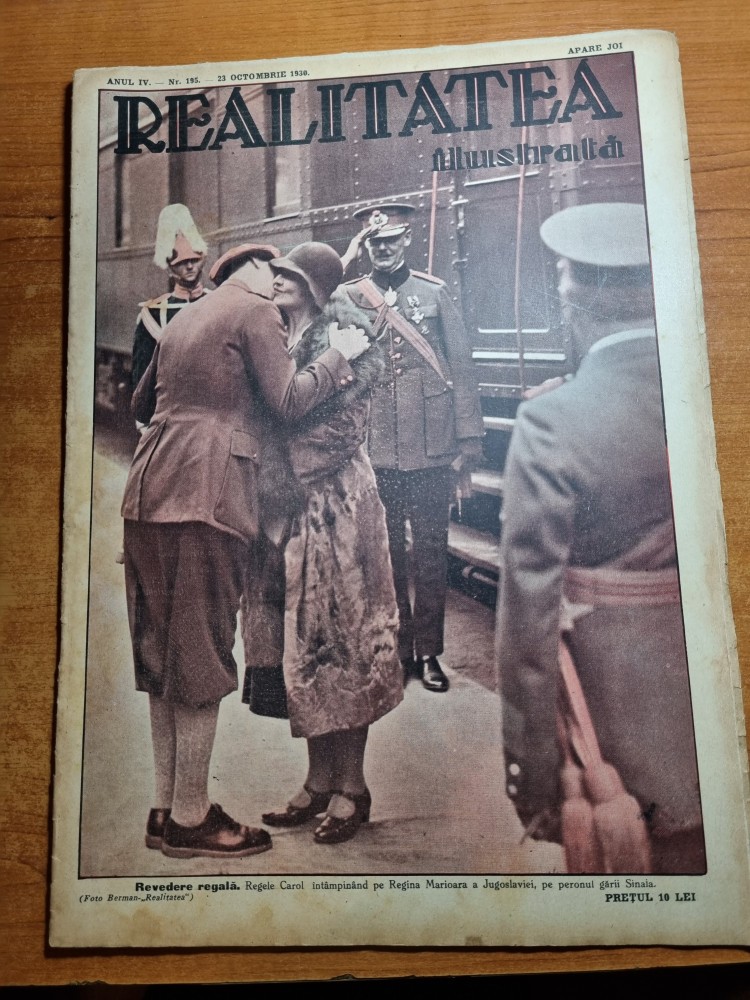 ANUL IV. — Nr. 195. — 23 OCTOMBRIE 1930.
APARE JOI
REALITATEA
ilustrată
Revedere regală. Regele Carol întâmpinând pe Regina Marioara a Jugoslaviei, pe peronul gării Sinaia.
(Foto Berman-„Realitatea")
PREȚUL 10 LEI